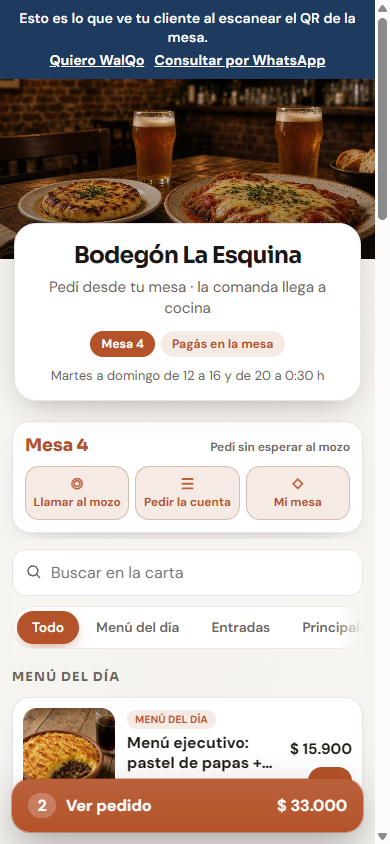 Esto es lo que ve tu cliente al escanear el QR de la
mesa.
Quiero WalQo Consultar por WhatsApp
Bodegón La Esquina
Pedí desde tu mesa · la comanda llega a
cocina
Mesa 4 Pagás en la mesa
Martes a domingo de 12 a 16 y de 20 a 0:30 h
Mesa 4 Pedí sin esperar al mozo
Llamar al mozo Pedir la cuenta Mi mesa
Buscar en la carta
Todo Menú del día Entradas Principal
MENÚ DEL DÍA
MENÚ DEL DÍA
Menú ejecutivo:
pastel de papas +...
$ 15.900
2 Ver pedido $ 33.000